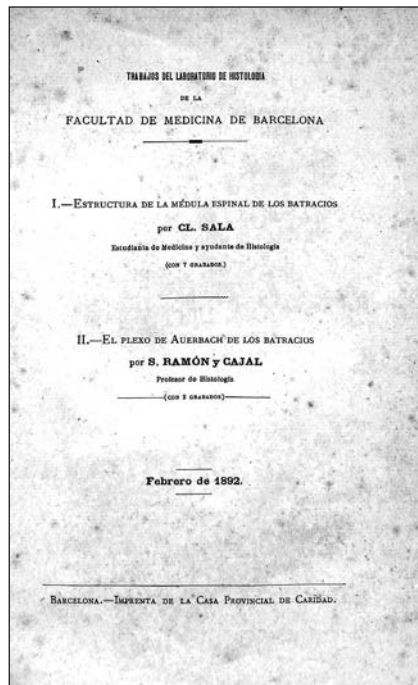 TRABAJOS DEL LABORATORIO DE HISTOLOGIA
DE LA
FACULTAD DE MEDICINA DE BARCELONA
I.—ESTRUCTURA DE LA MÉDULA ESPINAL DE LOS BATRACIOS
por CL. SALA
Estudiante de Medicina y ayudante de Histología
(CON 7 GRABADOS.)
II.—EL PLEXO DE AUERBACH DE LOS BATRACIOS
por S. RAMÓN y CAJAL
Profesor de Histología
(CON 2 GRABADOS)
Febrero de 1892.
BARCELONA.—IMPRENTA DE LA CASA PROVINCIAL DE CARIDAD.